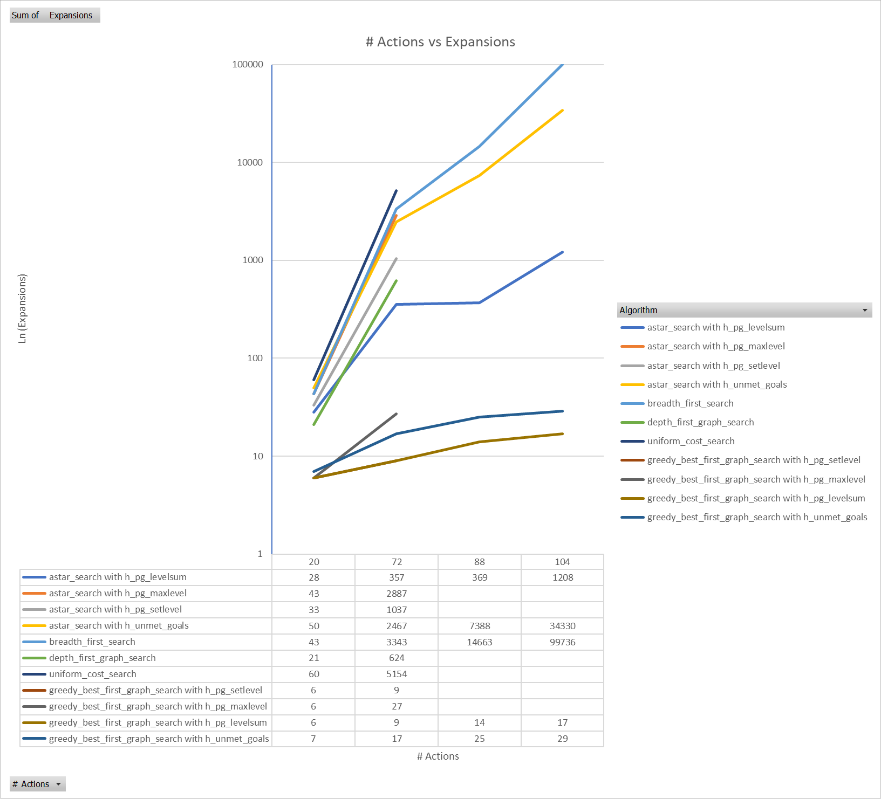 Sum of Expansions
# Actions vs Expansions
100000
10000
1000
100
10
1
Ln (Expansions)
Algorithm
astar_search with h_pg_levelsum
astar_search with h_pg_maxlevel
astar_search with h_pg_setlevel
astar_search with h_unmet_goals
breadth_first_search
depth_first_graph_search
uniform_cost_search
greedy_best_first_graph_search with h_pg_setlevel
greedy_best_first_graph_search with h_pg_maxlevel
greedy_best_first_graph_search with h_pg_levelsum
greedy_best_first_graph_search with h_unmet_goals
20 72 88 104
astar_search with h_pg_levelsum 28 357 369 1208
astar_search with h_pg_maxlevel 43 2887
astar_search with h_pg_setlevel 33 1037
astar_search with h_unmet_goals 50 2467 7388 34330
breadth_first_search 43 3343 14663 99736
depth_first_graph_search 21 624
uniform_cost_search 60 5154
greedy_best_first_graph_search with h_pg_setlevel 6 9
greedy_best_first_graph_search with h_pg_maxlevel 6 27
greedy_best_first_graph_search with h_pg_levelsum 6 9 14 17
greedy_best_first_graph_search with h_unmet_goals 7 17 25 29
# Actions
# Actions